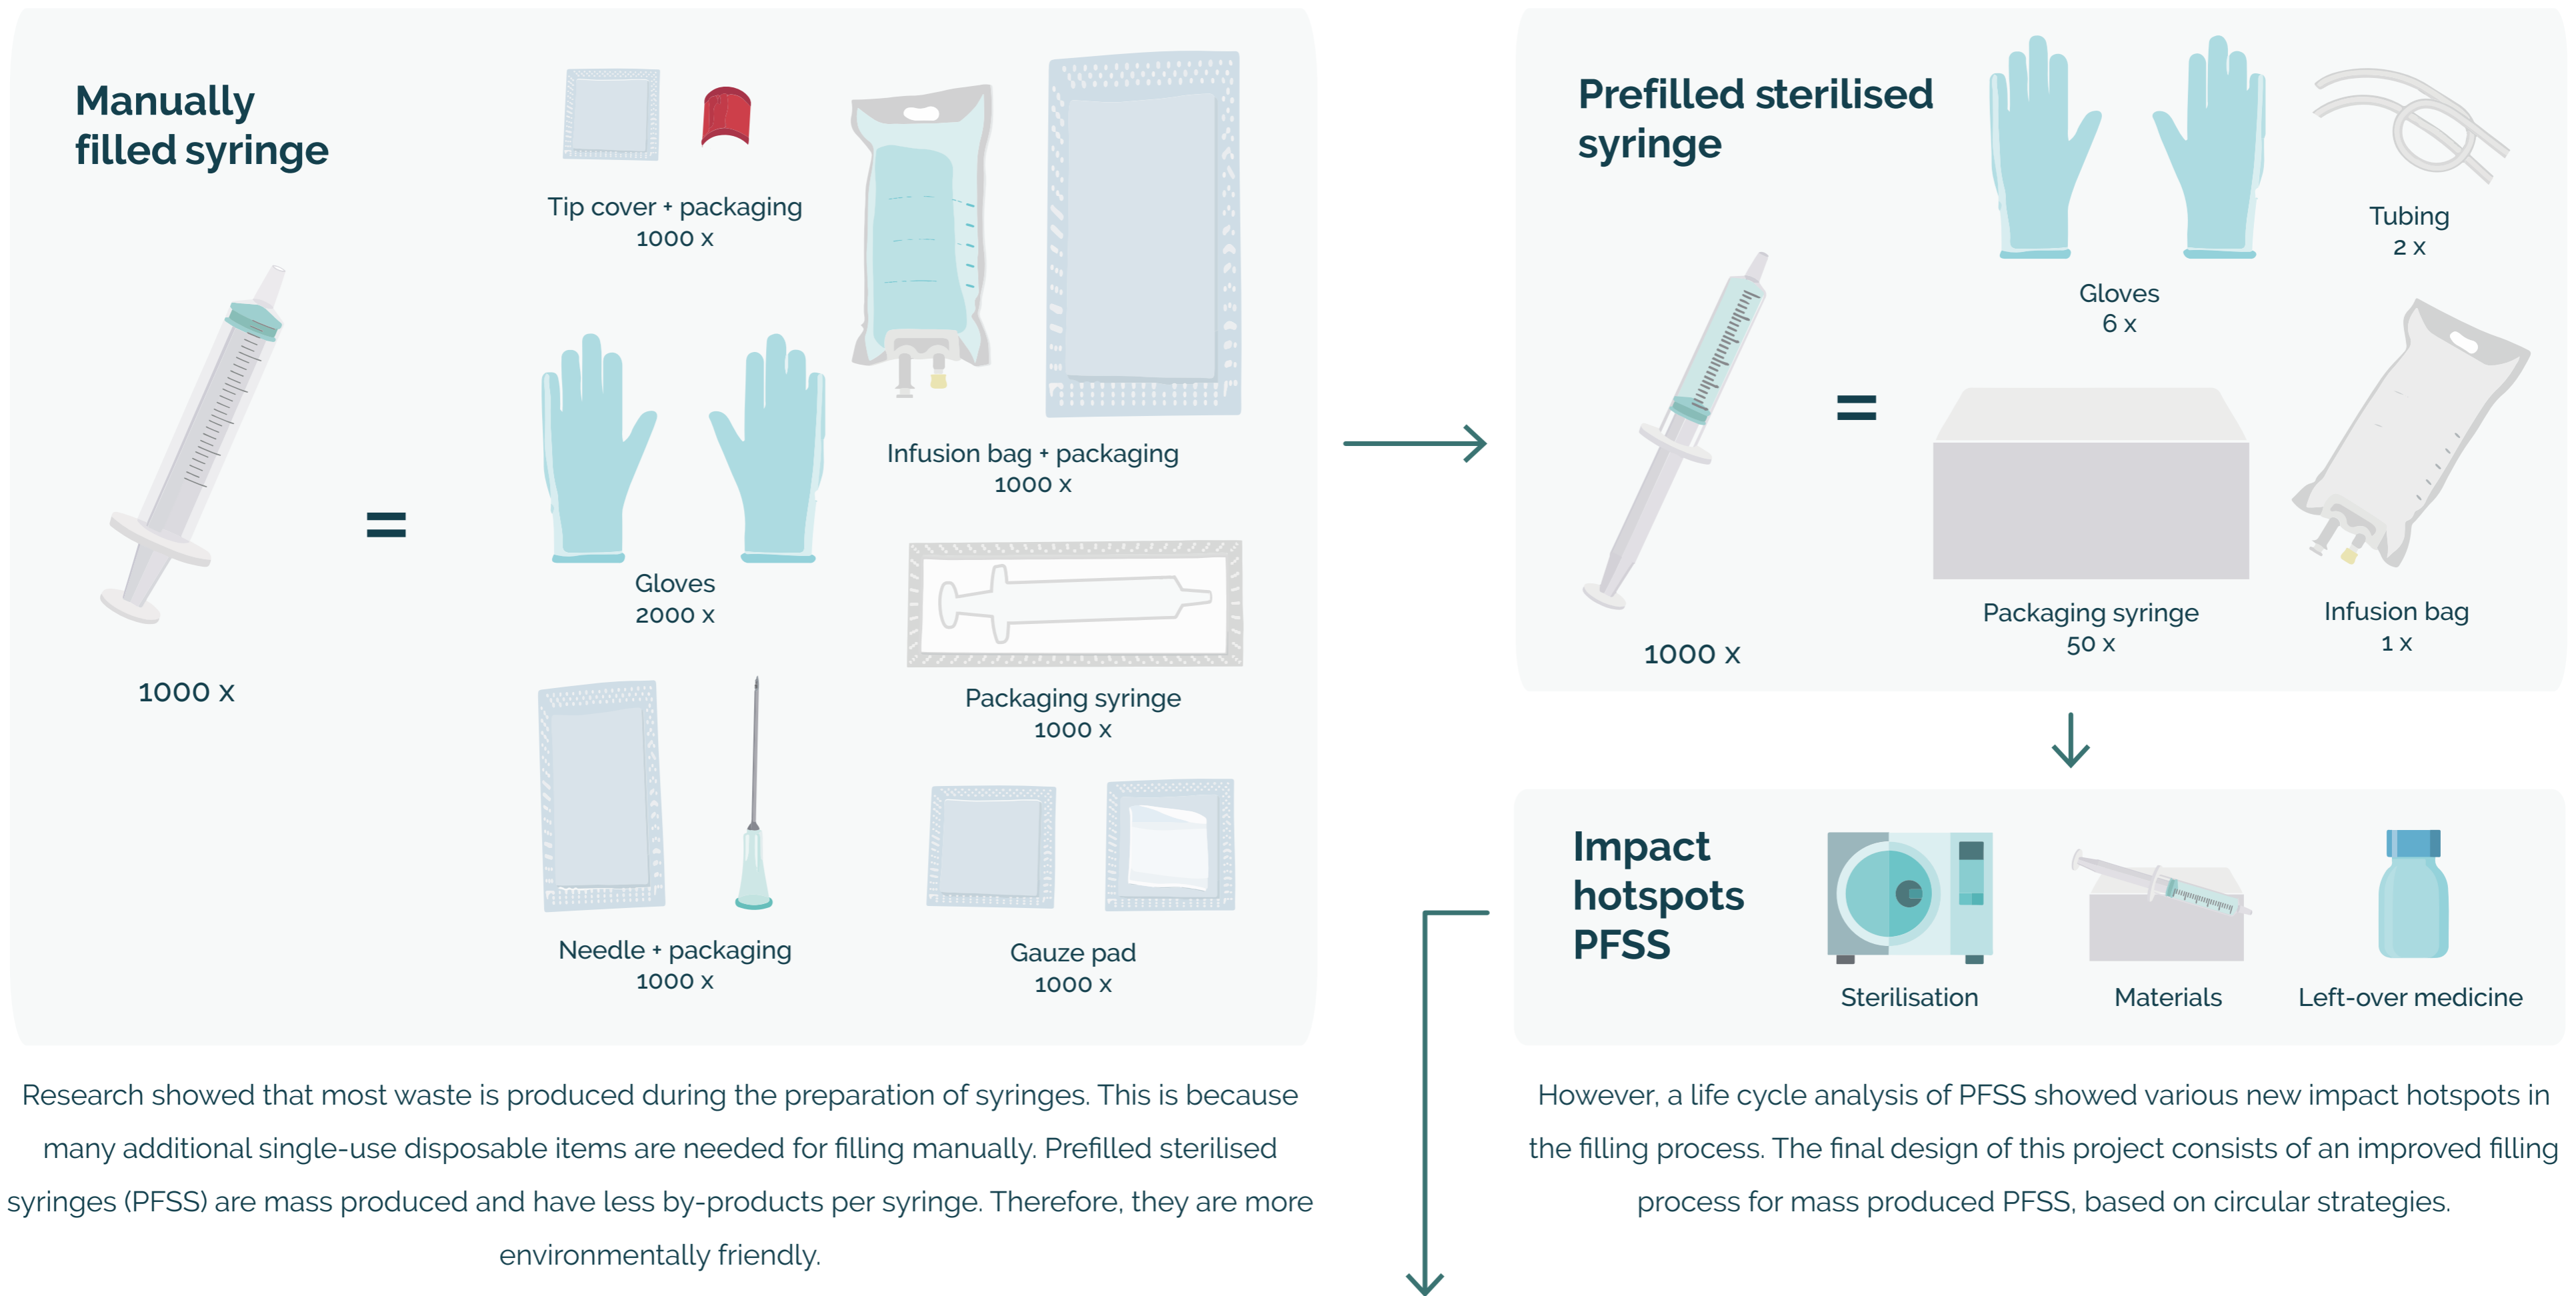 Manually
filled syringe
1000 x
=
Tip cover + packaging
1000 x
Infusion bag + packaging
1000 x
Gloves
2000 x
Packaging syringe
1000 x
Needle + packaging
1000 x
Gauze pad
1000 x
Research showed that most waste is produced during the preparation of syringes. This is because
many additional single-use disposable items are needed for filling manually. Prefilled sterilised
syringes (PFSS) are mass produced and have less by-products per syringe. Therefore, they are more
environmentally friendly.
Prefilled sterilised
syringe
1000 x
=
Gloves
6 x
Tubing
2 x
Packaging syringe
50 x
Infusion bag
1 x
Impact
hotspots
PFSS
Sterilisation
Materials
Left-over medicine
However, a life cycle analysis of PFSS showed various new impact hotspots in
the filling process. The final design of this project consists of an improved filling
process for mass produced PFSS, based on circular strategies.